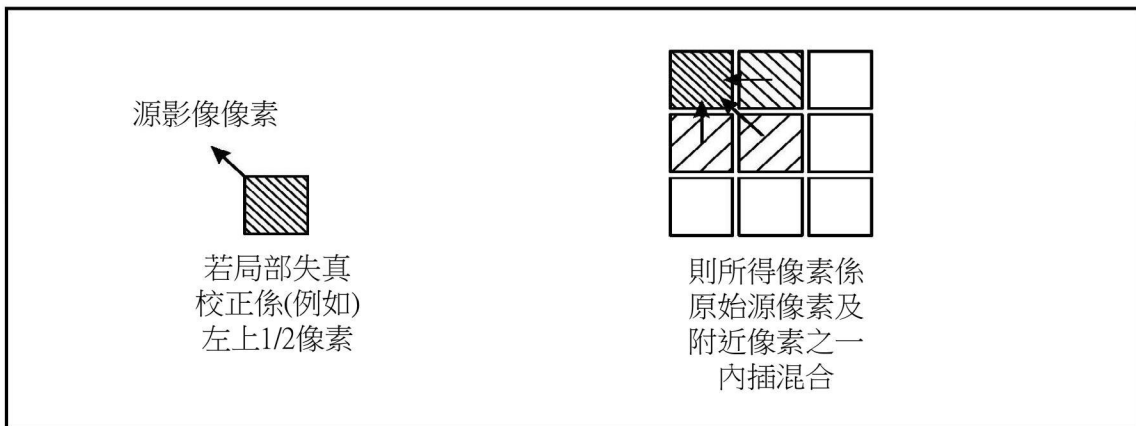 源影像像素
若局部失真
校正係(例如)
左上1/2像素
則所得像素係
原始源像素及
附近像素之一
內插混合